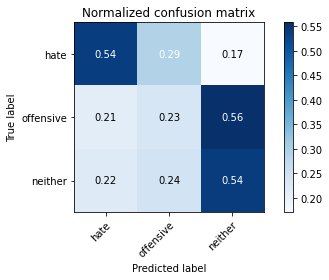 Normalized confusion matrix
True label
hate 0.54 0.29 0.17
offensive 0.21 0.23 0.56
neither 0.22 0.24 0.54
hate offensive neither
Predicted label
0.55
0.50
0.45
0.40
0.35
0.30
0.25
0.20